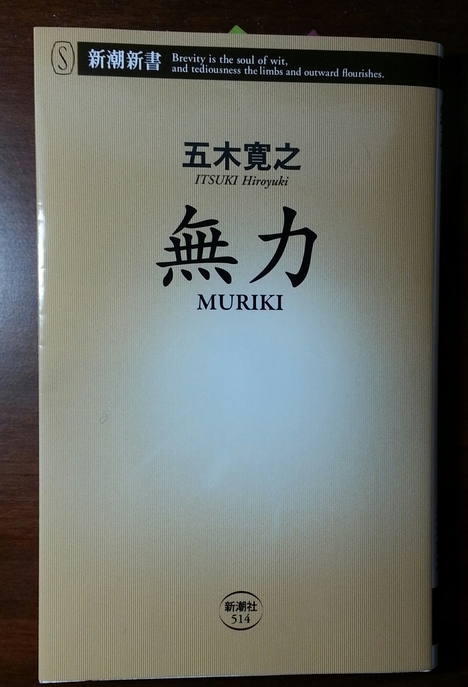 S 新潮新書
Brevity is the soul of wit,
and tediousness the limbs and outward flourishes.
五木寛之
ITSUKI Hiroyuki
無力
MURIKI
新潮社
514